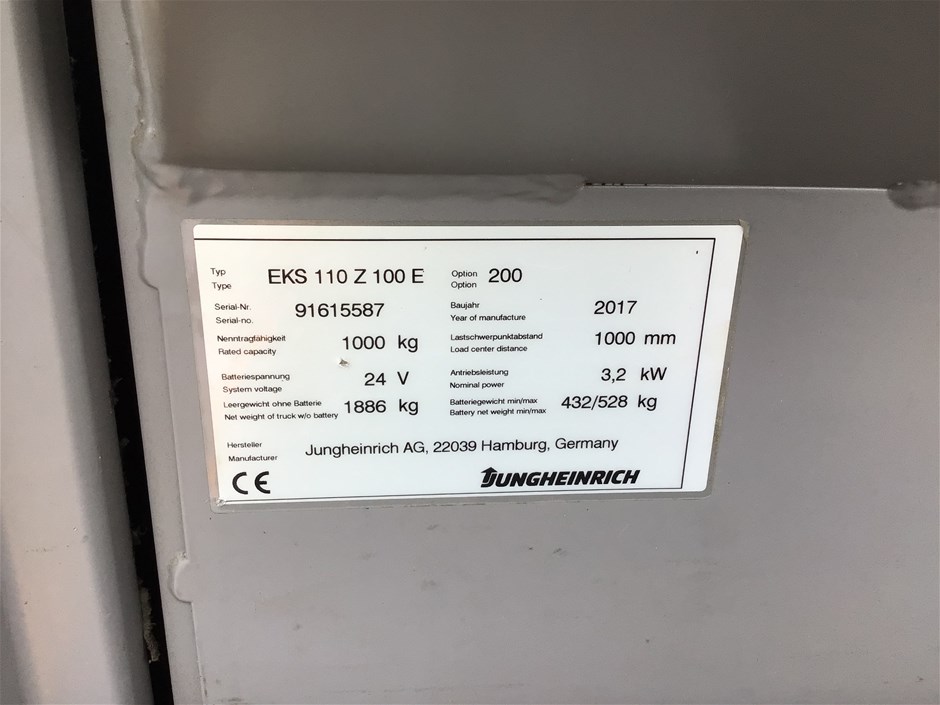 Typ
Type
EKS 110 Z 100 E
Option
Option
200
Serial-Nr.
Serial-no.
91615587
Baujahr
Year of manufacture
2017
Nenntragfähigkeit
Rated capacity
1000 kg
Lastschwerpunktabstand
Load center distance
1000 mm
Batteriespannung
System voltage
24 V
Antriebsleistung
Nominal power
3,2 kW
Leergewicht ohne Batterie
Net weight of truck w/o battery
1886 kg
Batteriegewicht min/max
Battery net weight min/max
432/528 kg
Hersteller
Manufacturer
Jungheinrich AG, 22039 Hamburg, Germany
CE
JUNGHEINRICH